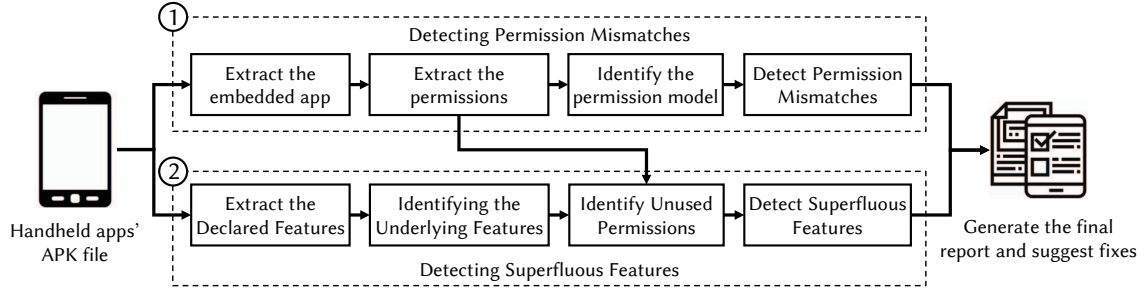 1
Detecting Permission Mismatches
Extract the
embedded app
Extract the
permissions
Identify the
permission model
Detect Permission
Mismatches
Handheld apps'
APK file
2
Extract the
Declared Features
Identifying the
Underlying Features
Identify Unused
Permissions
Detect Superfluous
Features
Detecting Superfluous Features
Generate the final
report and suggest fixes